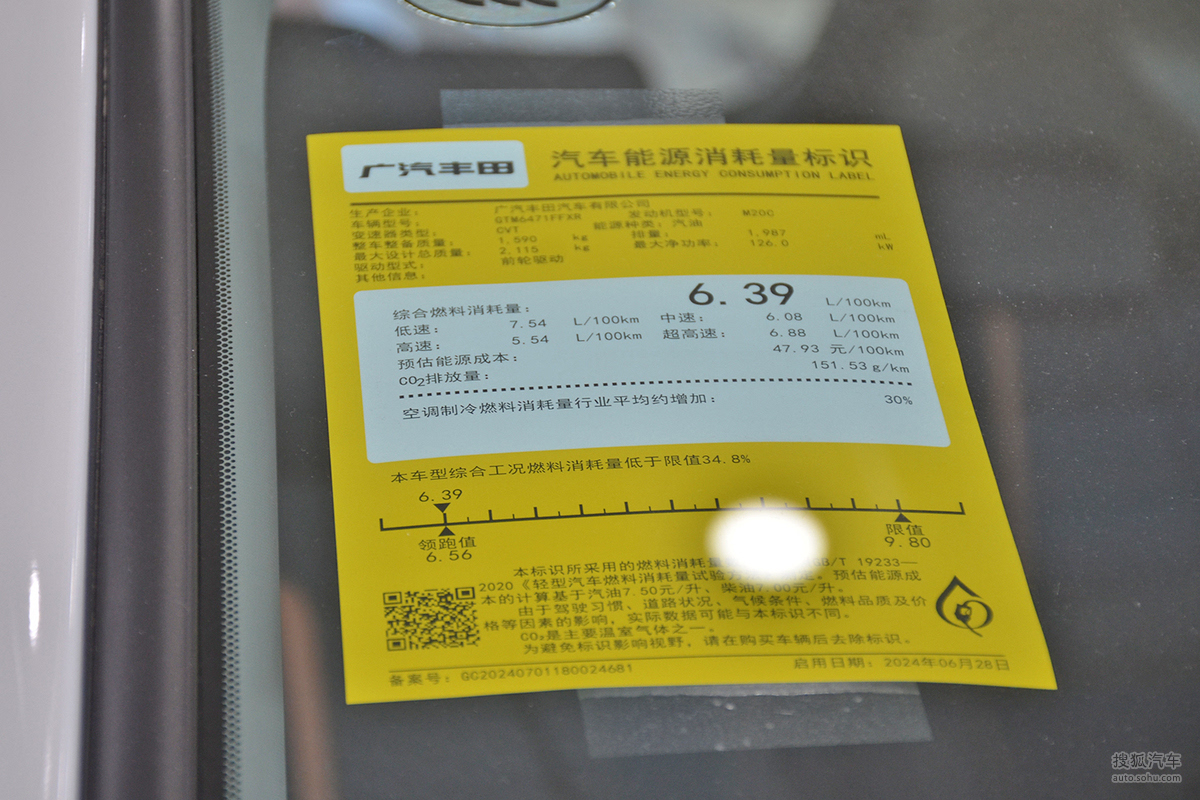 广汽丰田
汽车能源消耗量标识
AUTOMOBILE ENERGY CONSUMPTION LABEL
生产企业: 广汽丰田汽车有限公司
车辆型号: GTM6471FFXR 发动机型号: M20C
变速器类型: CVT 能源种类: 汽油
整车整备质量: 1,590 kg 排量: 1,987 mL
最大设计总质量: 2,115 kg 最大净功率: 126.0 kW
驱动型式: 前轮驱动
其他信息:
综合燃料消耗量: 6.39 L/100km
低速: 7.54 L/100km 中速: 6.08 L/100km
高速: 5.54 L/100km 超高速: 6.88 L/100km
预估能源成本: 47.93 元/100km
CO2排放量: 151.53 g/km
空调制冷燃料消耗量行业平均约增加: 30%
本车型综合工况燃料消耗量低于限值34.8%
6.39
领跑值 限值
6.56 9.80
本标识所采用的燃料消耗量 /T 19233—
2020《轻型汽车燃料消耗量试验 。预估能源成
本的计算基于汽油7.50元/升、柴油7.00元/升。
由于驾驶习惯、道路状况、气候条件、燃料品质及价
格等因素的影响,实际数据可能与本标识不同。
CO₂是主要温室气体之一。
为避免标识影响视野,请在购买车辆后去除标识。
备案号: GC20240701180024681 启用日期: 2024年06月28日
搜狐汽车
auto.sohu.com